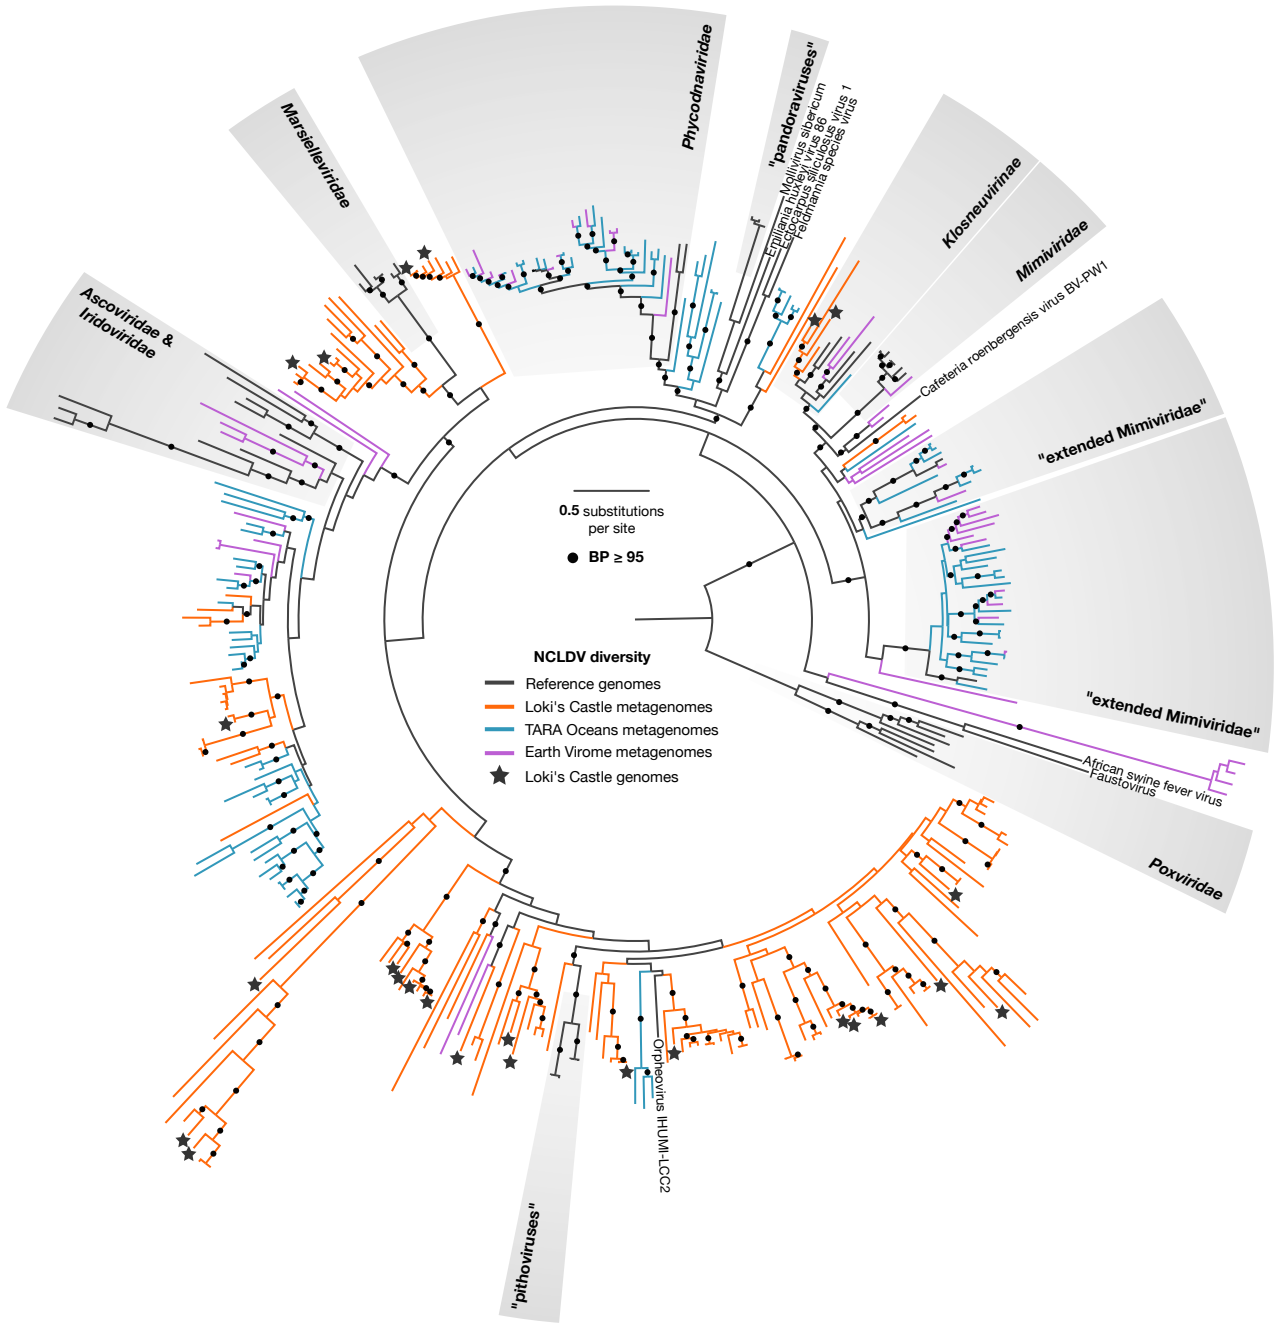 Phycodnaviridae
"pandoraviruses"
Mollivirus sibericum
Emiliania huxleyi virus 86
Ectocarpus siliculosus virus 1
Feldmannia species virus
Marsielleviridae
Klosneuvirinae
Mimiviridae
Cafeteria roenbergensis virus BV-PW1
Ascoviridae &
Iridoviridae
"extended Mimiviridae"
0.5 substitutions
per site
BP ≥ 95
NCLDV diversity
Reference genomes
Loki's Castle metagenomes
TARA Oceans metagenomes
Earth Virome metagenomes
Loki's Castle genomes
"extended Mimiviridae"
African swine fever virus
Faustovirus
Poxviridae
Orpheovirus IHUMI-LCC2
"pithoviruses"